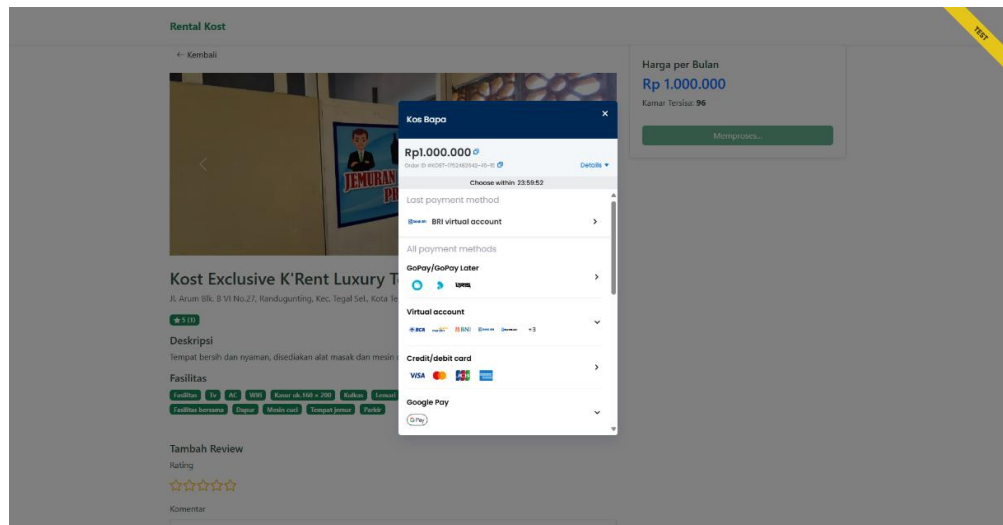 Rental Kost
TEST
← Kembali
JEMURAN
Kost Exclusive K'Rent Luxury T
Jl. Arum Blk. B VI No.27, Randugunting, Kec. Tegal Sel., Kota Te
5 (1)
Deskripsi
Tempat bersih dan nyaman, disediakan alat masak dan mesin
Fasilitas
Fasilitas Tv AC Wifi Kasur uk.160 x 200 Kulkas Lemari
Fasilitas bersama Dapur Mesin cuci Tempat jemur Parkir
Tambah Review
Rating
Komentar
Kos Bapa
×
Rp1.000.000
Order ID
Details
Choose within 23:59:52
Last payment method
BRI virtual account
All payment methods
GoPay/GoPay Later
Virtual account
BCA BNI +3
Credit/debit card
VISA JCB
Google Pay
G Pay
Harga per Bulan
Rp 1.000.000
Kamar Tersisa: 96
Memproses...